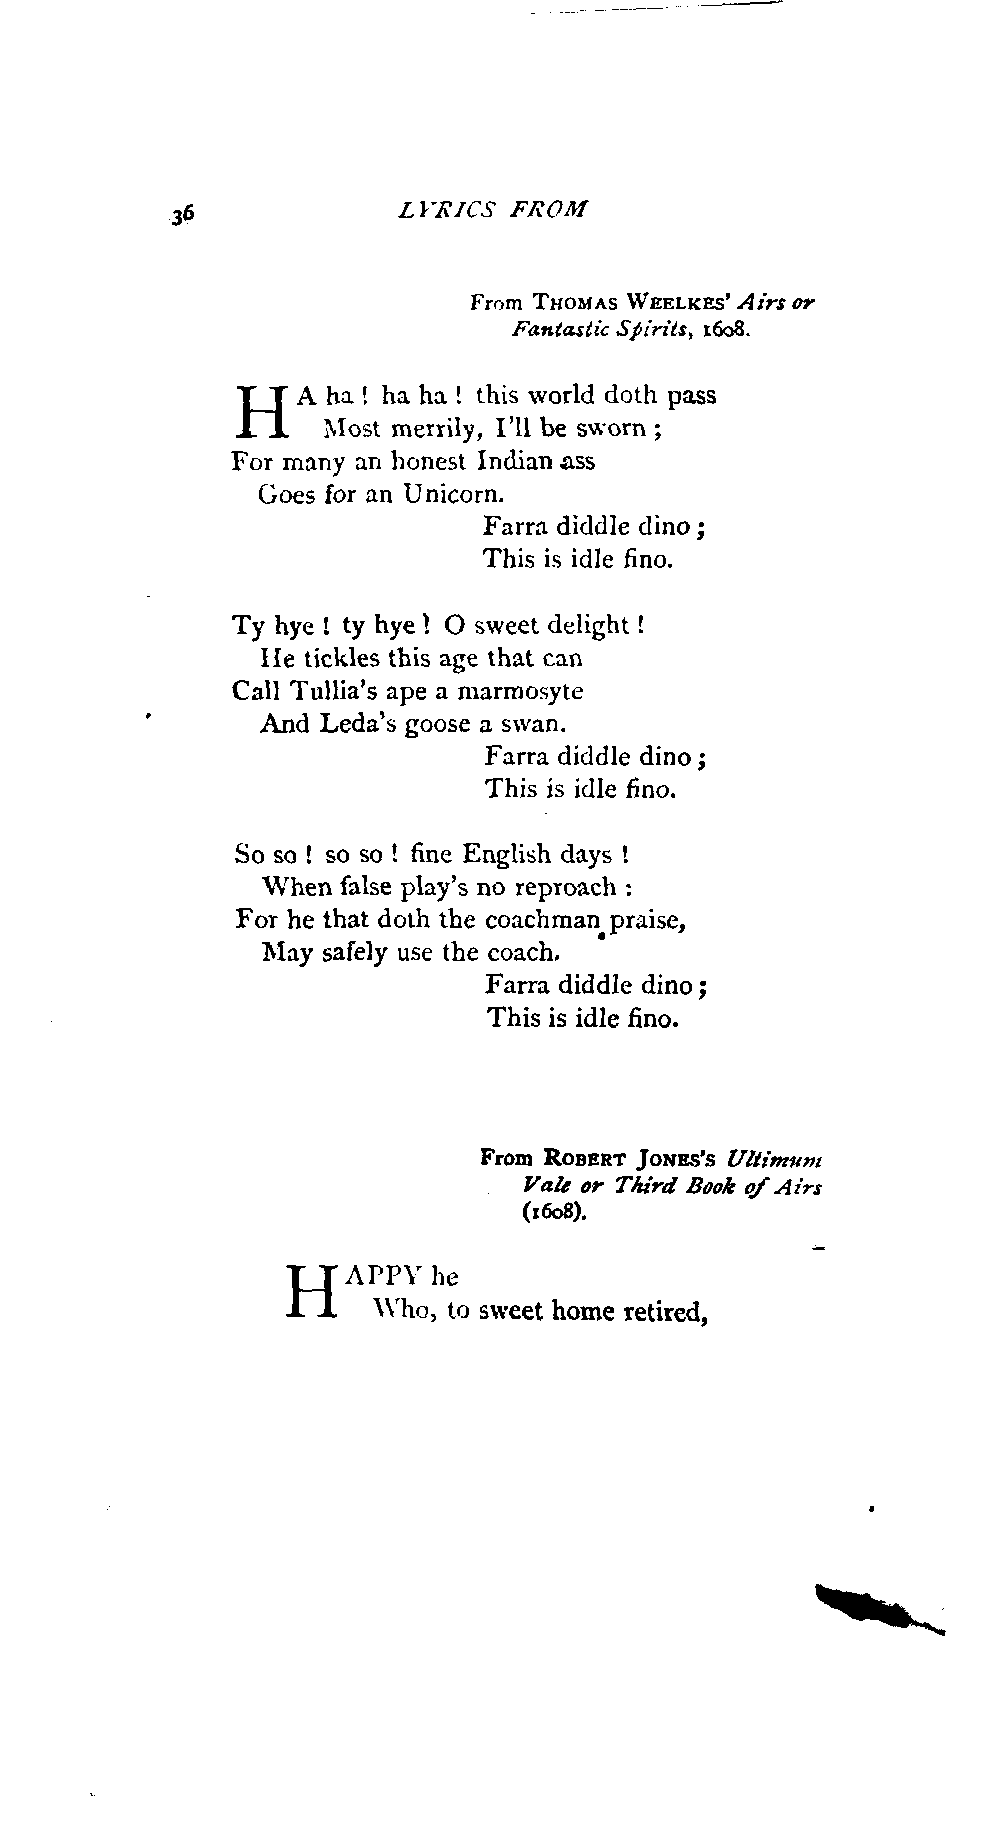 36 LYRICS FROM
From THOMAS WEELKES' Airs or
Fantastic Spirits, 1608.
HA ha! ha ha! this world doth pass
Most merrily, I'll be sworn;
For many an honest Indian ass
Goes for an Unicorn.
Farra diddle dino;
This is idle fino.
Ty hye! ty hye! O sweet delight!
He tickles this age that can
Call Tullia's ape a marmosyte
And Leda's goose a swan.
Farra diddle dino;
This is idle fino.
So so! so so! fine English days!
When false play's no reproach:
For he that doth the coachman praise,
May safely use the coach.
Farra diddle dino;
This is idle fino.
From ROBERT JONES'S Ultimum
Vale or Third Book of Airs
(1608).
HAPPY he
Who, to sweet home retired,